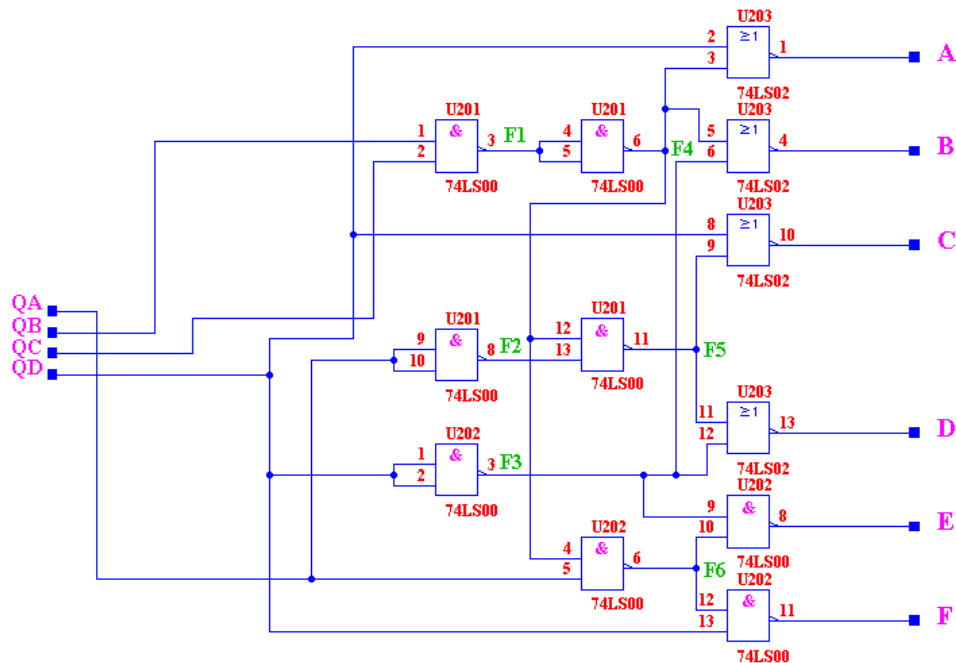 U203
2 ≥1 1 A
3
74LS02
U201 U201 U203
1 & 3 F1 4 & 6 F4 5 ≥1 4 B
2 5 6
74LS00 74LS00 74LS02
U203
8 ≥1 10 C
9
74LS02
QA
QB
QC
QD
U201 U201
9 & 8 F2 12 & 11 F5
10 13
74LS00 74LS00
U203
11 ≥1 13 D
12
74LS02
U202
1 & 3 F3
2
74LS00
U202
9 & 8 E
10
74LS00
U202
4 & 6 F6
5
74LS00
U202
12 & 11 F
13
74LS00